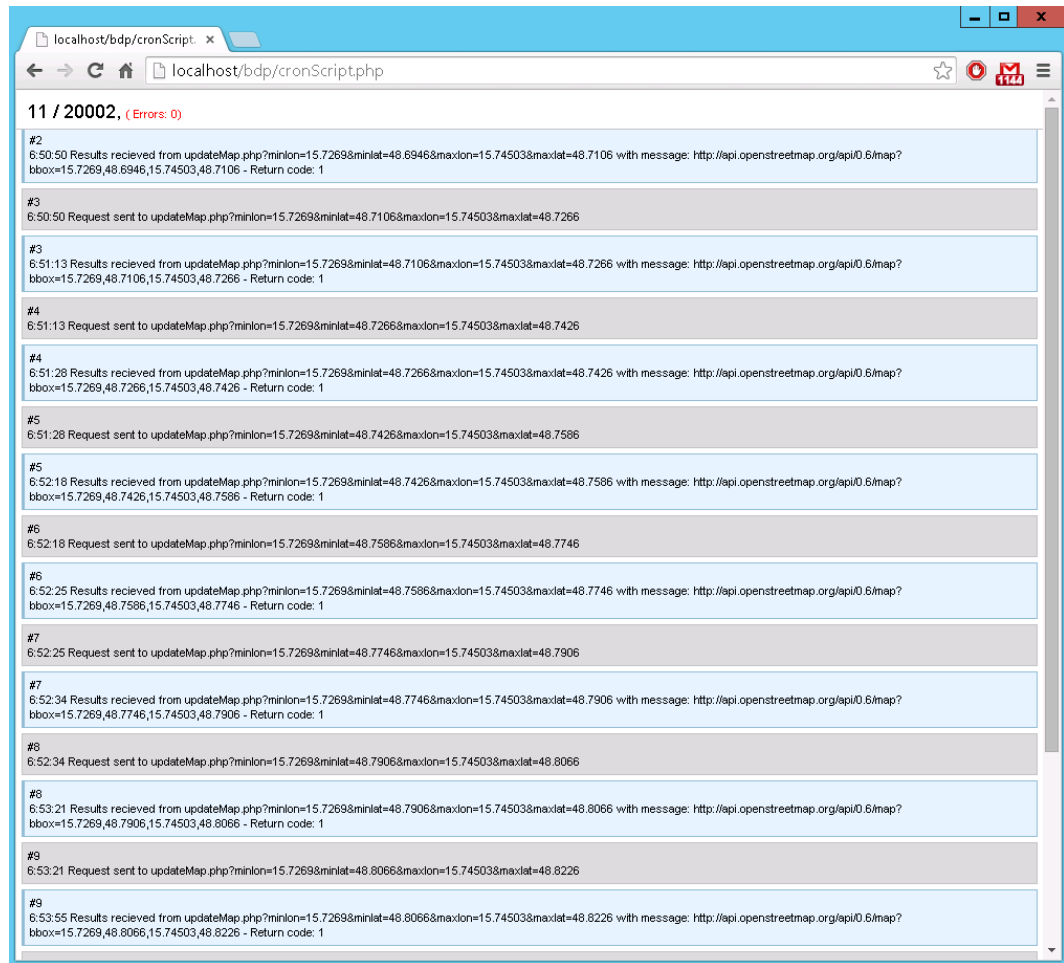 localhost/bdp/cronScript.
localhost/bdp/cronScript.php
1144
11 / 20002, ( Errors: 0)
#2
6:50:50 Results recieved from updateMap.php?minlon=15.7269&minlat=48.6946&maxlon=15.74503&maxlat=48.7106 with message: http://api.openstreetmap.org/api/0.6/map?
bbox=15.7269,48.6946,15.74503,48.7106 - Return code: 1
#3
6:50:50 Request sent to updateMap.php?minlon=15.7269&minlat=48.7106&maxlon=15.74503&maxlat=48.7266
#3
6:51:13 Results recieved from updateMap.php?minlon=15.7269&minlat=48.7106&maxlon=15.74503&maxlat=48.7266 with message: http://api.openstreetmap.org/api/0.6/map?
bbox=15.7269,48.7106,15.74503,48.7266 - Return code: 1
#4
6:51:13 Request sent to updateMap.php?minlon=15.7269&minlat=48.7266&maxlon=15.74503&maxlat=48.7426
#4
6:51:28 Results recieved from updateMap.php?minlon=15.7269&minlat=48.7266&maxlon=15.74503&maxlat=48.7426 with message: http://api.openstreetmap.org/api/0.6/map?
bbox=15.7269,48.7266,15.74503,48.7426 - Return code: 1
#5
6:51:28 Request sent to updateMap.php?minlon=15.7269&minlat=48.7426&maxlon=15.74503&maxlat=48.7586
#5
6:52:18 Results recieved from updateMap.php?minlon=15.7269&minlat=48.7426&maxlon=15.74503&maxlat=48.7586 with message: http://api.openstreetmap.org/api/0.6/map?
bbox=15.7269,48.7426,15.74503,48.7586 - Return code: 1
#6
6:52:18 Request sent to updateMap.php?minlon=15.7269&minlat=48.7586&maxlon=15.74503&maxlat=48.7746
#6
6:52:25 Results recieved from updateMap.php?minlon=15.7269&minlat=48.7586&maxlon=15.74503&maxlat=48.7746 with message: http://api.openstreetmap.org/api/0.6/map?
bbox=15.7269,48.7586,15.74503,48.7746 - Return code: 1
#7
6:52:25 Request sent to updateMap.php?minlon=15.7269&minlat=48.7746&maxlon=15.74503&maxlat=48.7906
#7
6:52:34 Results recieved from updateMap.php?minlon=15.7269&minlat=48.7746&maxlon=15.74503&maxlat=48.7906 with message: http://api.openstreetmap.org/api/0.6/map?
bbox=15.7269,48.7746,15.74503,48.7906 - Return code: 1
#8
6:52:34 Request sent to updateMap.php?minlon=15.7269&minlat=48.7906&maxlon=15.74503&maxlat=48.8066
#8
6:53:21 Results recieved from updateMap.php?minlon=15.7269&minlat=48.7906&maxlon=15.74503&maxlat=48.8066 with message: http://api.openstreetmap.org/api/0.6/map?
bbox=15.7269,48.7906,15.74503,48.8066 - Return code: 1
#9
6:53:21 Request sent to updateMap.php?minlon=15.7269&minlat=48.8066&maxlon=15.74503&maxlat=48.8226
#9
6:53:55 Results recieved from updateMap.php?minlon=15.7269&minlat=48.8066&maxlon=15.74503&maxlat=48.8226 with message: http://api.openstreetmap.org/api/0.6/map?
bbox=15.7269,48.8066,15.74503,48.8226 - Return code: 1